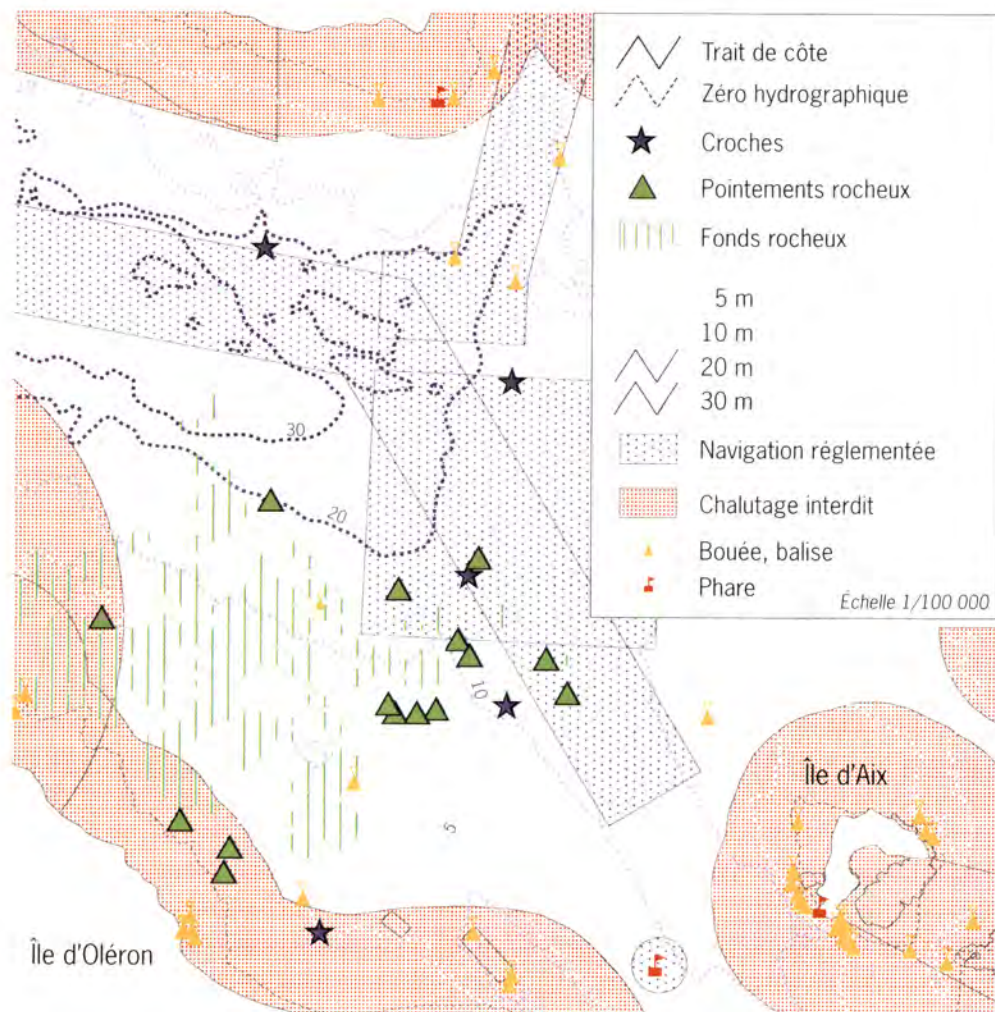 Trait de côte
Zéro hydrographique
Croches
Pointements rocheux
Fonds rocheux
5 m
10 m
20 m
30 m
Navigation réglementée
Chalutage interdit
Bouée, balise
Phare
Échelle 1/100 000
30
20
10
5
Île d'Aix
Île d'Oléron